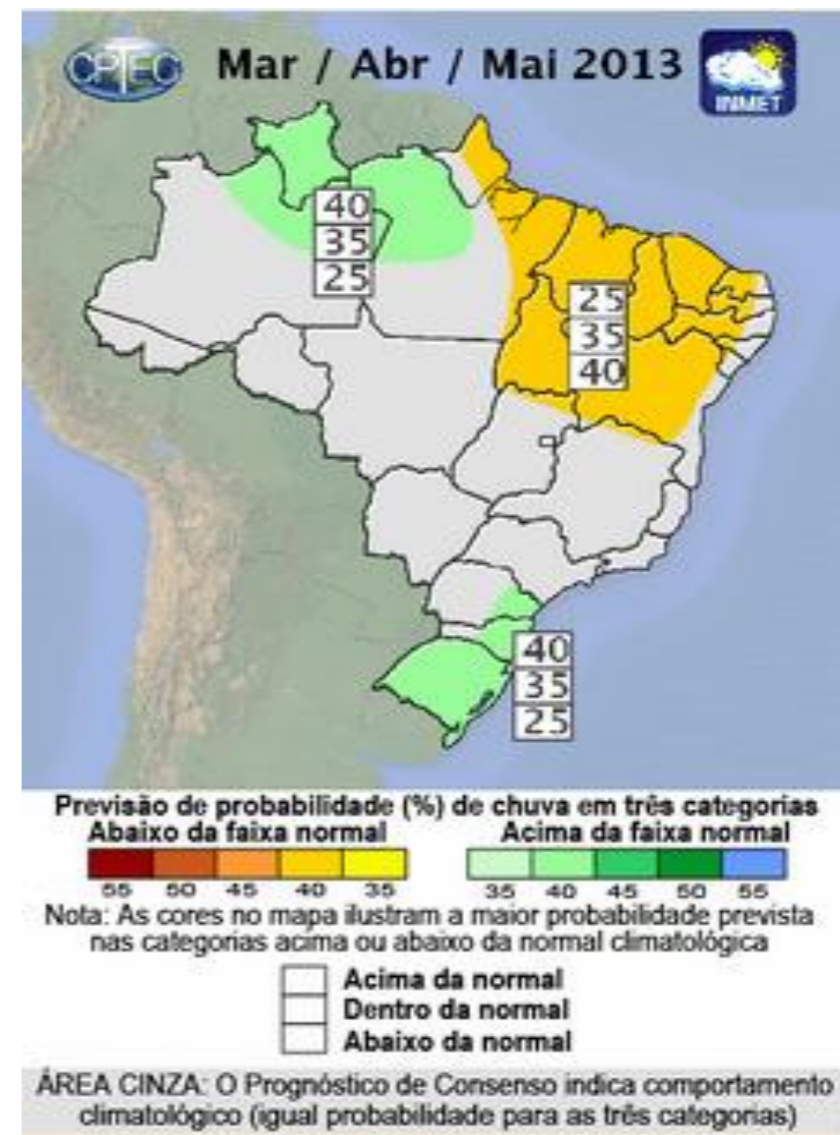 CPTEC Mar / Abr / Mai 2013 INMET
40
35
25
25
35
40
40
35
25
Previsão de probabilidade (%) de chuva em três categorias
Abaixo da faixa normal Acima da faixa normal
55 50 45 40 35 35 40 45 50 55
Nota: As cores no mapa ilustram a maior probabilidade prevista
nas categorias acima ou abaixo da normal climatológica
Acima da normal
Dentro da normal
Abaixo da normal
ÁREA CINZA: O Prognóstico de Consenso indica comportamento
climatológico (igual probabilidade para as três categorias)